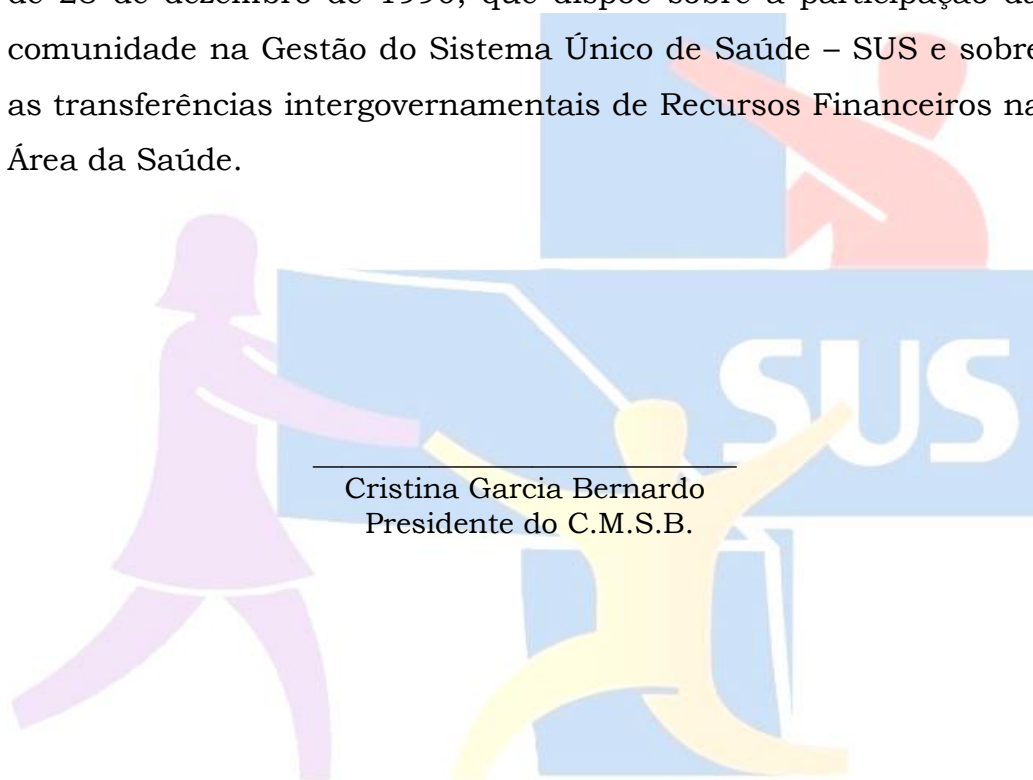 de 28 de dezembro de 1990, que dispõe sobre a participação da
comunidade na Gestão do Sistema Único de Saúde – SUS e sobre
as transferências intergovernamentais de Recursos Financeiros na
Área da Saúde.
SUS
Cristina Garcia Bernardo
Presidente do C.M.S.B.